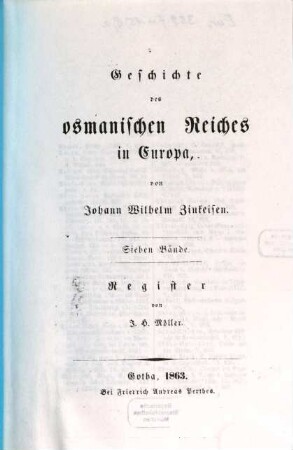 Geschichte
des
osmanischen Reiches
in Europa,
von
Johann Wilhelm Zinkeisen.
Sieben Bände.
Register
von
J. H. Möller.
Gotha, 1863.
Bei Friedrich Andreas Perthes.